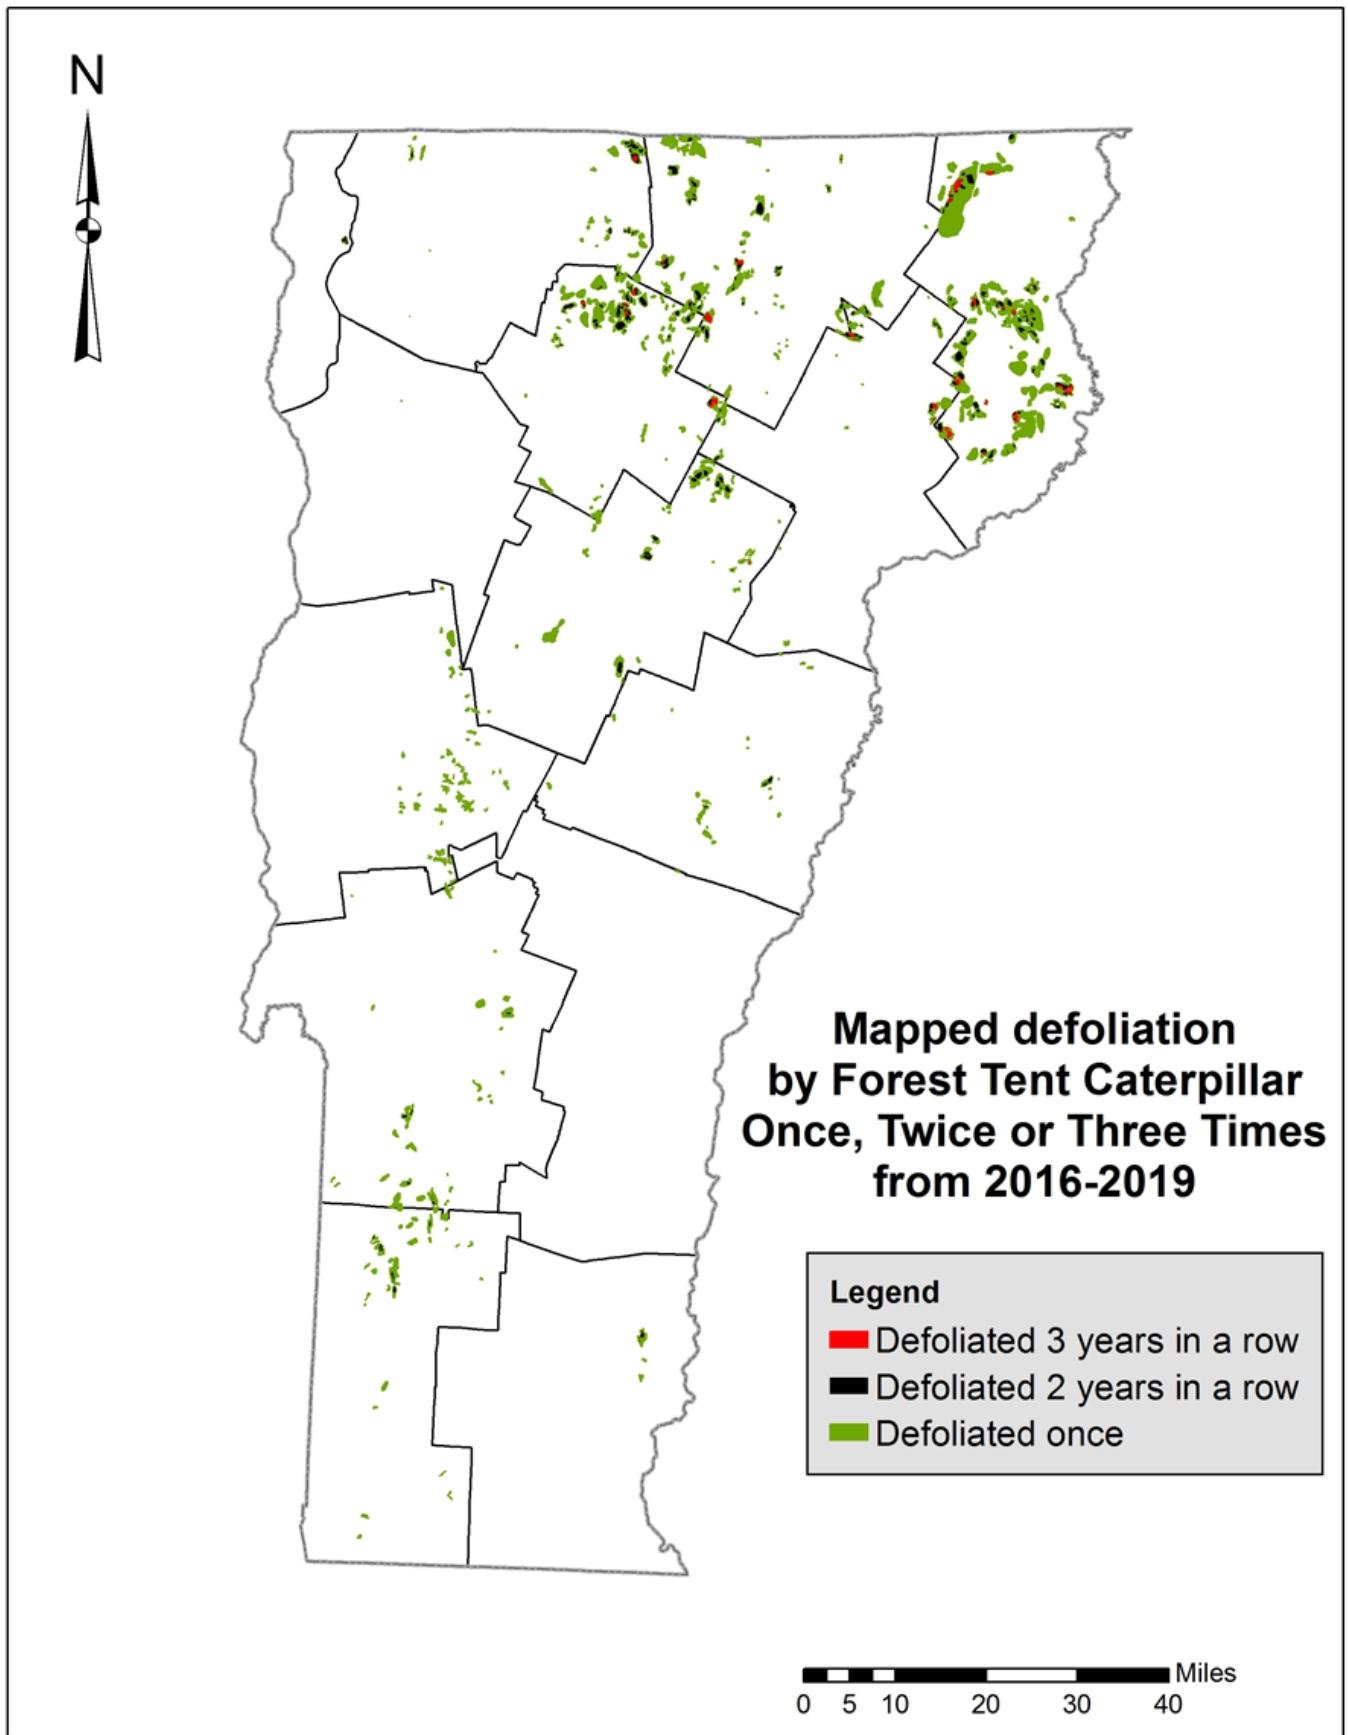 N
Mapped defoliation
by Forest Tent Caterpillar
Once, Twice or Three Times
from 2016-2019
Legend
Defoliated 3 years in a row
Defoliated 2 years in a row
Defoliated once
Miles
0 5 10 20 30 40